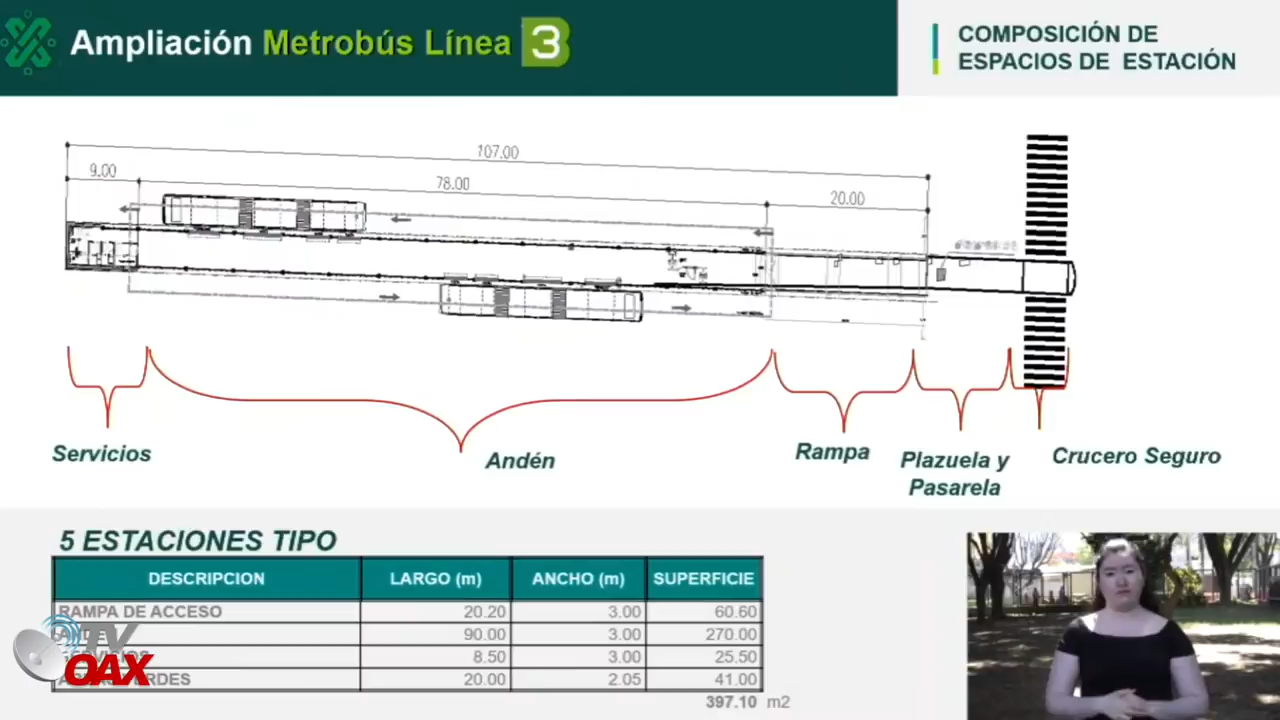 Ampliación Metrobús Línea 3
COMPOSICIÓN DE
ESPACIOS DE ESTACIÓN
107.00
9.00
78.00
20.00
Servicios
Andén
Rampa
Plazuela y
Pasarela
Crucero Seguro
5 ESTACIONES TIPO
DESCRIPCION LARGO (m) ANCHO (m) SUPERFICIE
RAMPA DE ACCESO 20.20 3.00 60.60
90.00 3.00 270.00
8.50 3.00 25.50
20.00 2.05 41.00
397.10 m2
TV
OAX